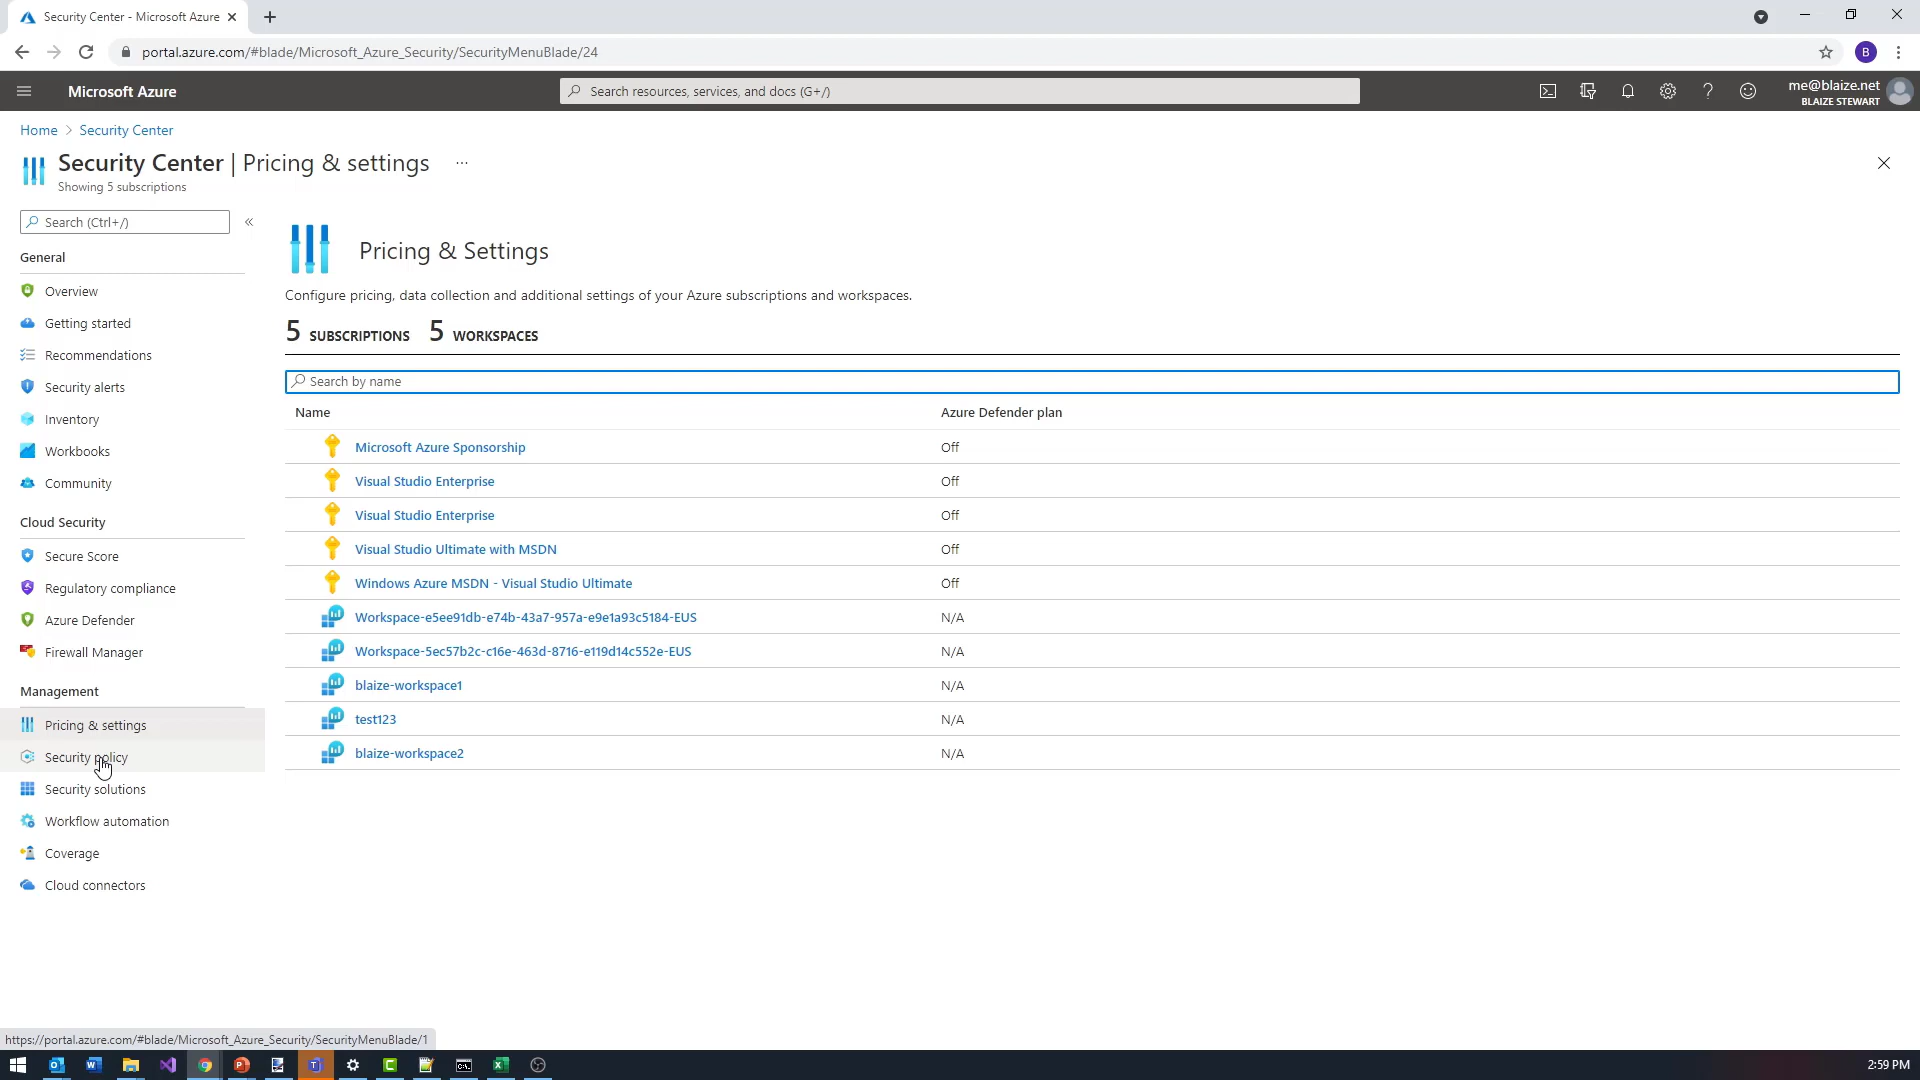 Security Center - Microsoft Azure
portal.azure.com/#blade/Microsoft_Azure_Security/SecurityMenuBlade/24
B
Microsoft Azure
Search resources, services, and docs (G+/)
me@blaize.net
BLAIZE STEWART
Home > Security Center
Security Center | Pricing & settings ...
Showing 5 subscriptions
Search (Ctrl+/)
«
General
Overview
Getting started
Recommendations
Security alerts
Inventory
Workbooks
Community
Cloud Security
Secure Score
Regulatory compliance
Azure Defender
Firewall Manager
Management
Pricing & settings
Security policy
Security solutions
Workflow automation
Coverage
Cloud connectors
Pricing & Settings
Configure pricing, data collection and additional settings of your Azure subscriptions and workspaces.
5 SUBSCRIPTIONS 5 WORKSPACES
Search by name
Name Azure Defender plan
Microsoft Azure Sponsorship Off
Visual Studio Enterprise Off
Visual Studio Enterprise Off
Visual Studio Ultimate with MSDN Off
Windows Azure MSDN - Visual Studio Ultimate Off
Workspace-e5ee91db-e74b-43a7-957a-e9e1a93c5184-EUS N/A
Workspace-5ec57b2c-c16e-463d-8716-e119d14c552e-EUS N/A
blaize-workspace1 N/A
test123 N/A
blaize-workspace2 N/A
https://portal.azure.com/#blade/Microsoft_Azure_Security/SecurityMenuBlade/1
2:59 PM